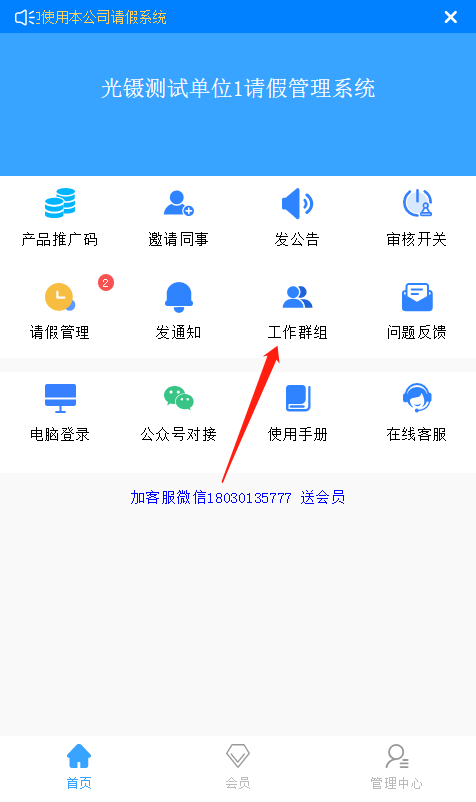 使用本公司请假系统
光镊测试单位1请假管理系统
产品推广码 邀请同事 发公告 审核开关
2
请假管理 发通知 工作群组 问题反馈
电脑登录 公众号对接 使用手册 在线客服
加客服微信18030135777 送会员
首页 会员 管理中心